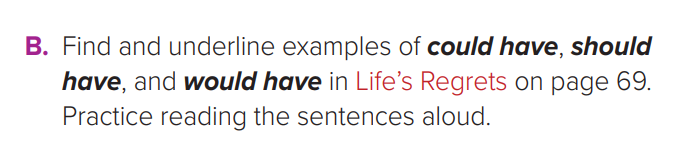 B. Find and underline examples of could have, should
have, and would have in Life's Regrets on page 69.
Practice reading the sentences aloud.